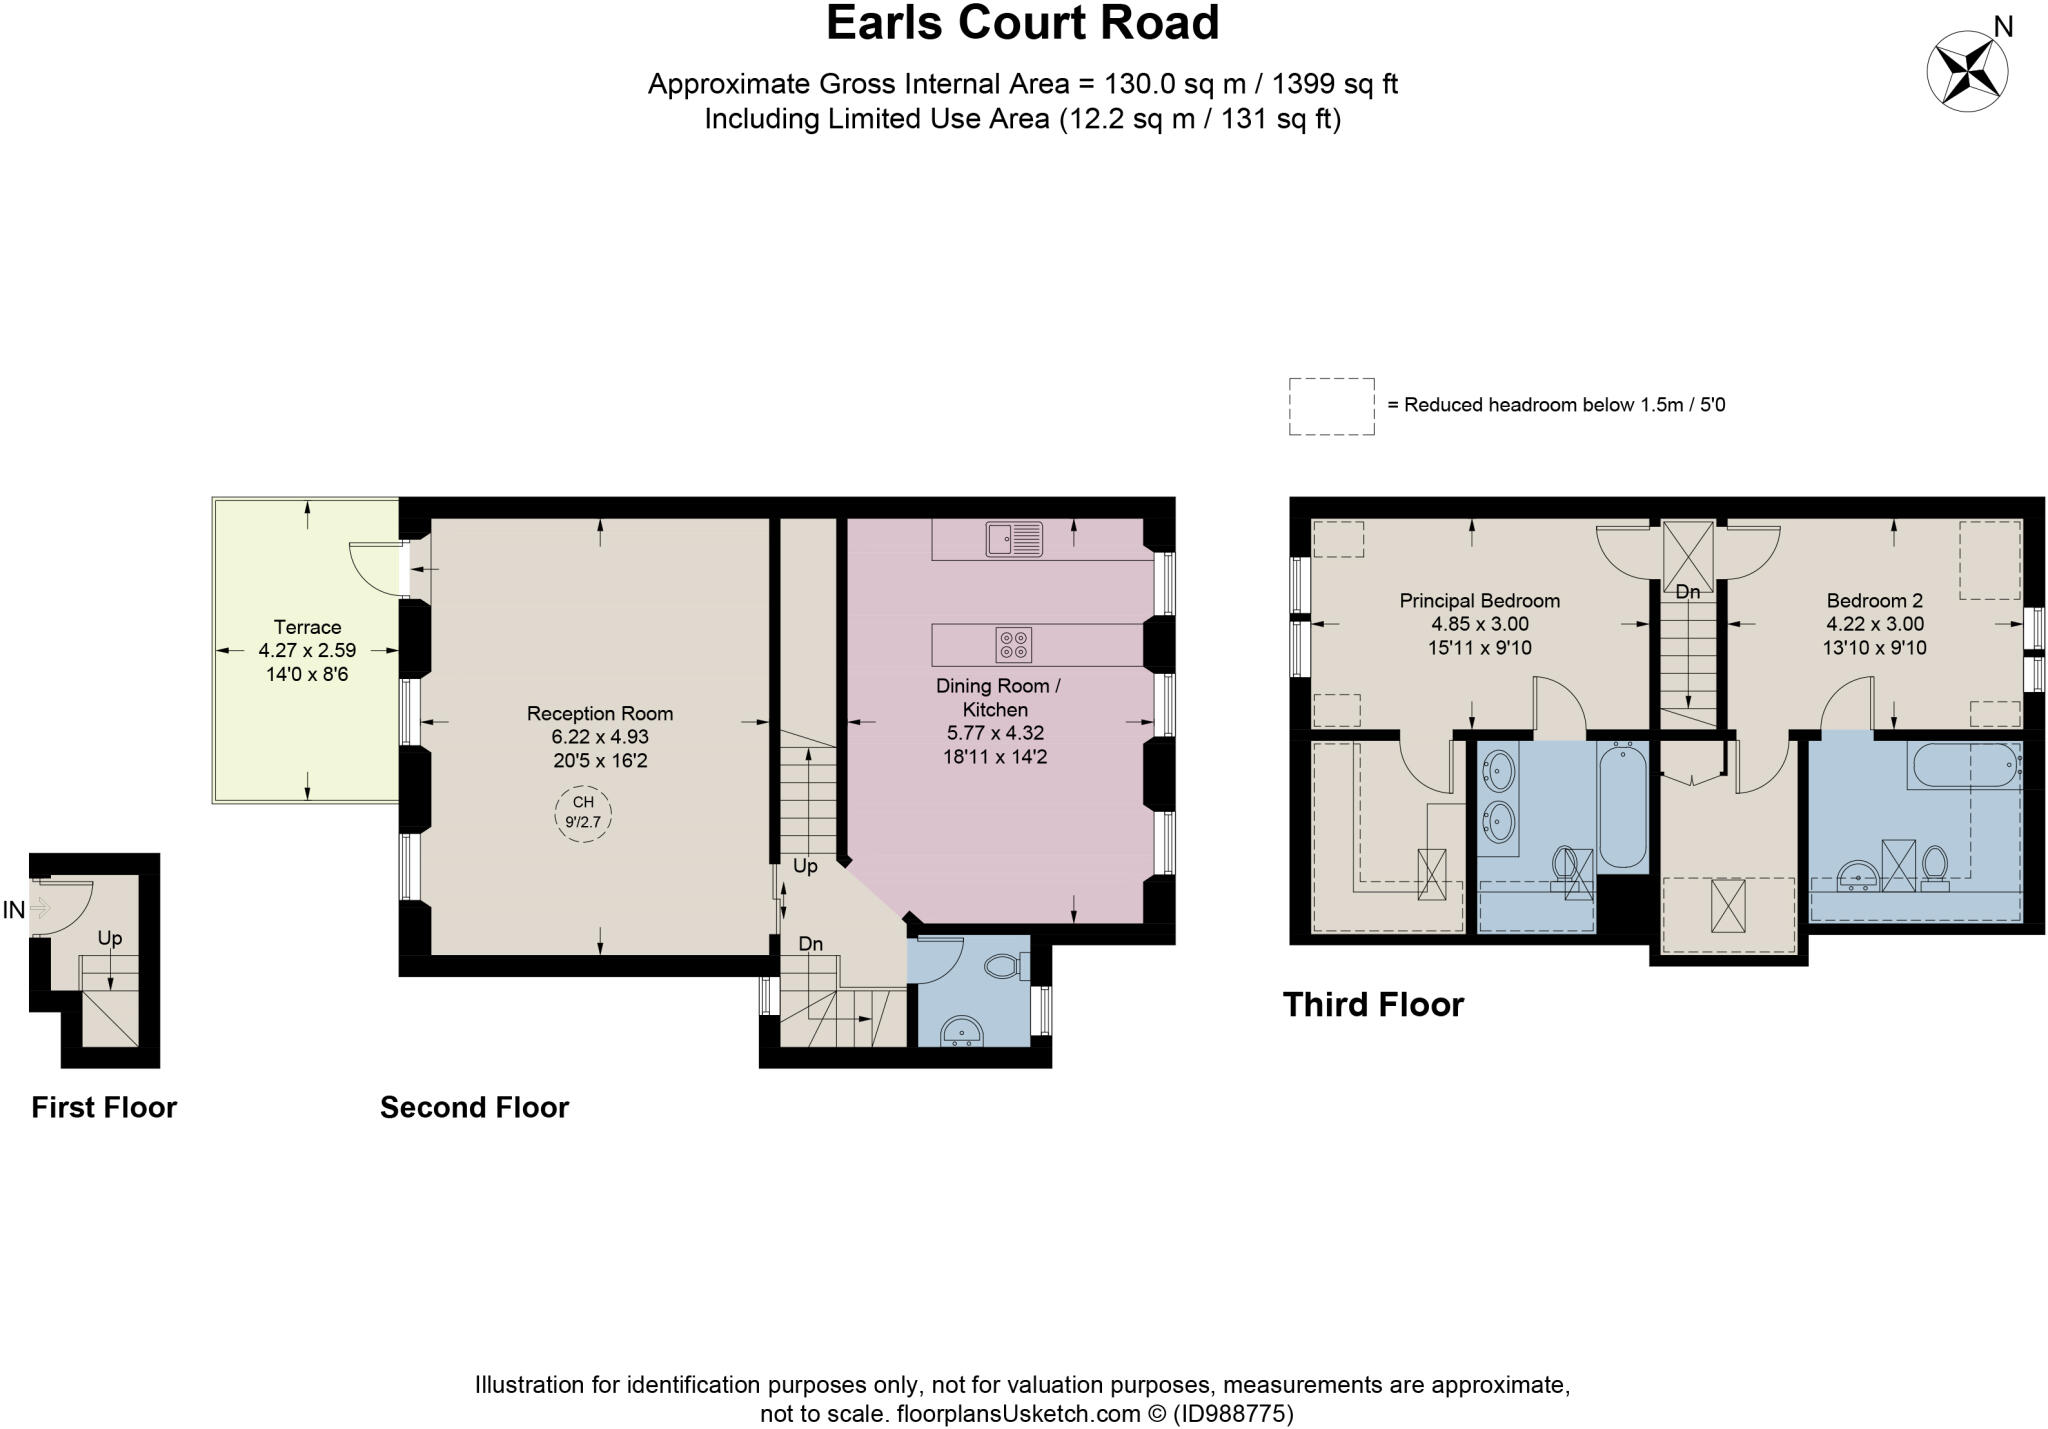 Earls Court Road
Approximate Gross Internal Area = 130.0 sq m / 1399 sq ft
Including Limited Use Area (12.2 sq m / 131 sq ft)
N
= Reduced headroom below 1.5m / 5'0
Terrace
4.27 x 2.59
14'0 x 8'6
Reception Room
6.22 x 4.93
20'5 x 16'2
CH
9'/2.7
Up
Dn
Dining Room /
Kitchen
5.77 x 4.32
18'11 x 14'2
Principal Bedroom
4.85 x 3.00
15'11 x 9'10
Dn
Bedroom 2
4.22 x 3.00
13'10 x 9'10
IN
Up
First Floor
Second Floor
Third Floor
Illustration for identification purposes only, not for valuation purposes, measurements are approximate,
not to scale. floorplansUsketch.com © (ID988775)